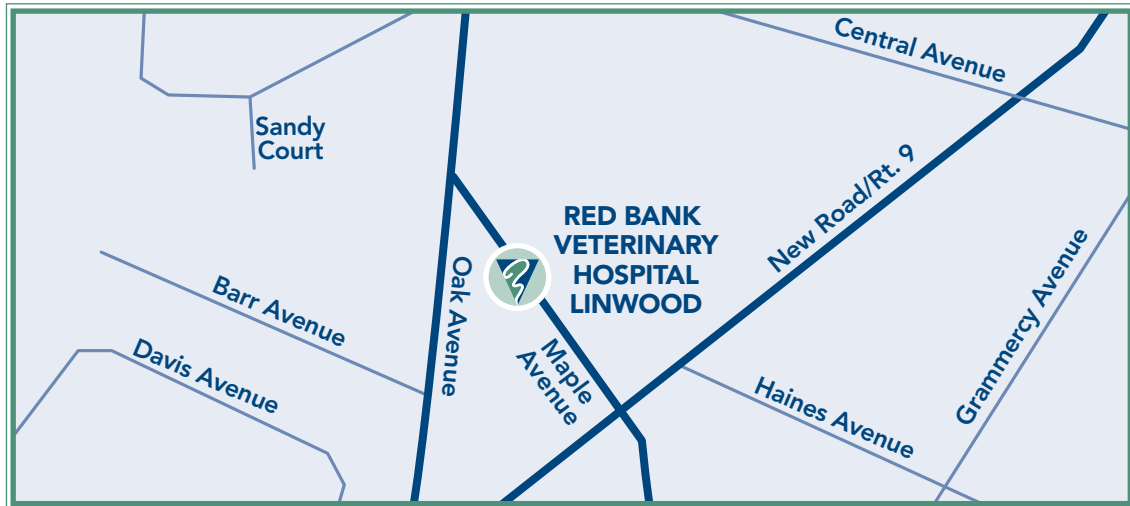 Central Avenue
Sandy
Court
New Road/Rt. 9
RED BANK
VETERINARY
HOSPITAL
LINWOOD
Oak Avenue
Barr Avenue
Davis Avenue
Maple
Avenue
Haines Avenue
Grammercy Avenue